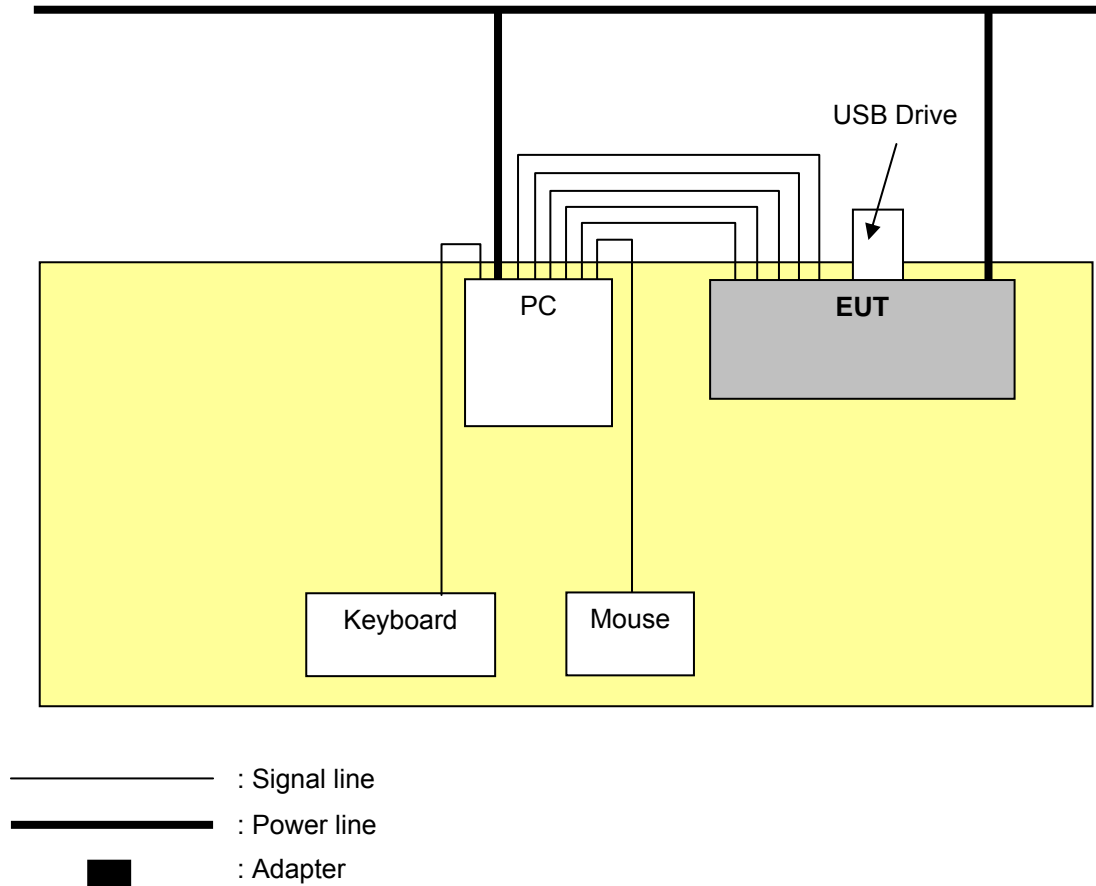 USB Drive
PC
EUT
Keyboard
Mouse
: Signal line
: Power line
: Adapter